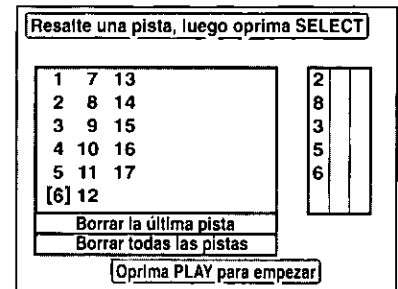 Resalte una pista, luego oprima SELECT
1 7 13 2
2 8 14 8
3 9 15 3
4 10 16 5
5 11 17 6
[6] 12
Borrar la última pista
Borrar todas las pistas
Oprima PLAY para empezar